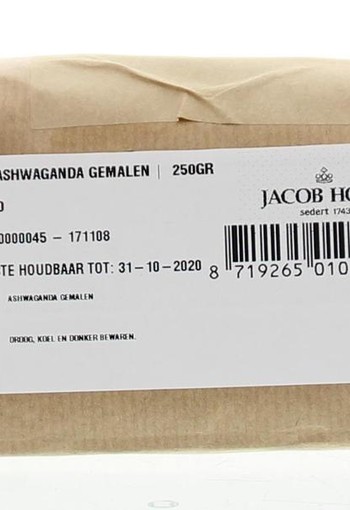 ASHWAGANDA GEMALEN | 250GR
JACOB HO
sedert 1743
0000045 – 171108
TE HOUDBAAR TOT: 31-10-2020
8 719265 010
ASHWAGANDA GEMALEN
DROOG, KOEL EN DONKER BEWAREN.